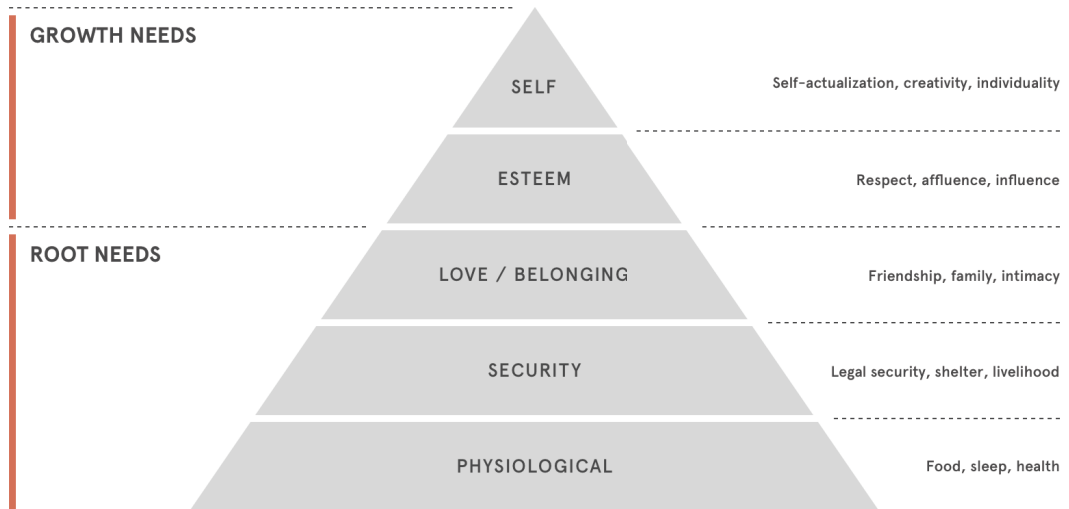 GROWTH NEEDS
SELF
Self-actualization, creativity, individuality
ESTEEM
Respect, affluence, influence
ROOT NEEDS
LOVE / BELONGING
Friendship, family, intimacy
SECURITY
Legal security, shelter, livelihood
PHYSIOLOGICAL
Food, sleep, health